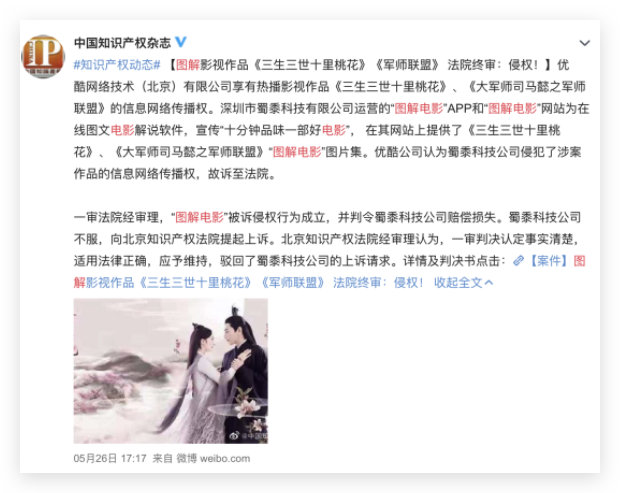 IP
中国知识产权杂志
#知识产权动态# 【图解影视作品《三生三世十里桃花》《军师联盟》 法院终审：侵权！】优
酷网络技术（北京）有限公司享有热播影视作品《三生三世十里桃花》、《大军师司马懿之军师
联盟》的信息网络传播权。深圳市蜀黍科技有限公司运营的“图解电影”APP和“图解电影”网站为在
线图文电影解说软件，宣传“十分钟品味一部好电影”， 在其网站上提供了《三生三世十里桃
花》、《大军师司马懿之军师联盟》“图解电影”图片集。优酷公司认为蜀黍科技公司侵犯了涉案
作品的信息网络传播权，故诉至法院。
一审法院经审理，“图解电影”被诉侵权行为成立，并判令蜀黍科技公司赔偿损失。蜀黍科技公司
不服，向北京知识产权法院提起上诉。北京知识产权法院经审理认为，一审判决认定事实清楚，
适用法律正确，应予维持，驳回了蜀黍科技公司的上诉请求。详情及判决书点击：【案件】图
解影视作品《三生三世十里桃花》《军师联盟》 法院终审：侵权！ 收起全文
@中国知
05月26日 17:17 来自 微博 weibo.com